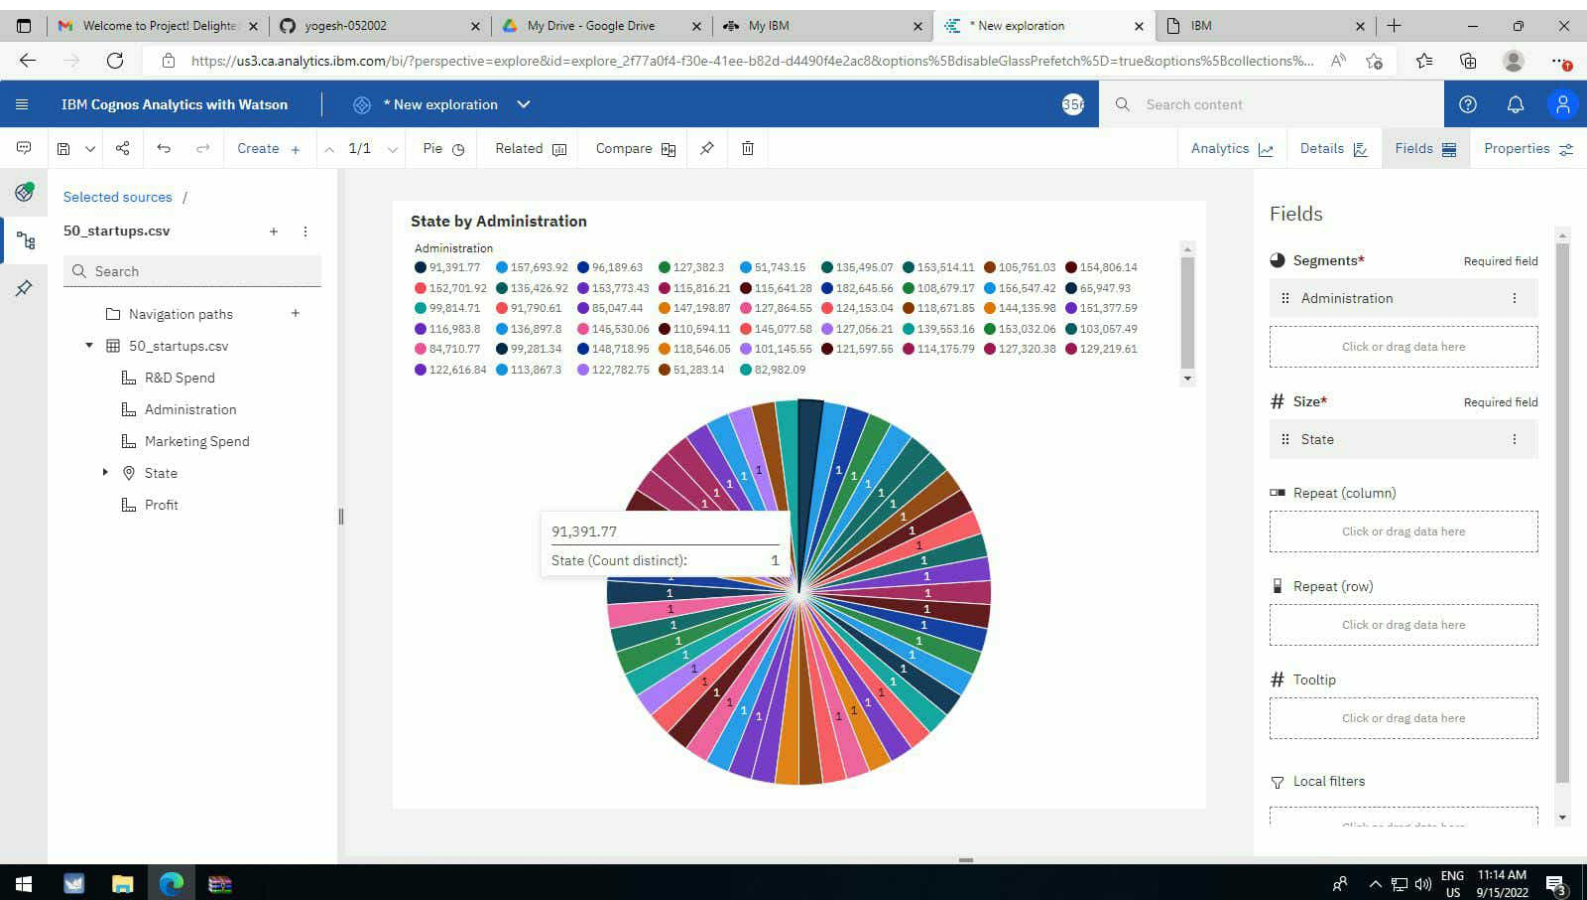 Welcome to Project! Delighte
yogesh-052002
My Drive - Google Drive
My IBM
* New exploration
IBM
https://us3.ca.analytics.ibm.com/bi/?perspective=explore&id=explore_2f77a0f4-f30e-41ee-b82d-d4490f4e2ac8&options%5BdisableGlassPrefetch%5D=true&options%5Bcollections%...
IBM Cognos Analytics with Watson
* New exploration
356
Search content
Create +
1/1
Pie
Related
Compare
Analytics
Details
Fields
Properties
Selected sources /
50_startups.csv
Search
Navigation paths
50_startups.csv
R&D Spend
Administration
Marketing Spend
State
Profit
State by Administration
Administration
91,391.77 157,693.92 96,189.63 127,382.3 51,743.15 135,495.07 153,514.11 105,751.03 154,806.14
152,701.92 135,426.92 153,773.43 115,816.21 115,641.28 182,645.56 108,679.17 156,547.42 65,947.93
99,814.71 91,790.61 85,047.44 147,198.87 127,864.55 124,153.04 118,671.85 144,135.98 151,377.59
116,983.8 136,897.8 145,530.06 110,594.11 145,077.58 127,056.21 139,553.16 153,032.06 103,057.49
84,710.77 99,281.34 148,718.95 118,546.05 101,145.55 121,597.55 114,175.79 127,320.38 129,219.61
122,616.84 113,867.3 122,782.75 51,283.14 82,982.09
91,391.77
State (Count distinct): 1
Fields
Segments* Required field
Administration
Click or drag data here
# Size* Required field
State
Repeat (column)
Click or drag data here
Repeat (row)
Click or drag data here
# Tooltip
Click or drag data here
Local filters
ENG
US
11:14 AM
9/15/2022
3